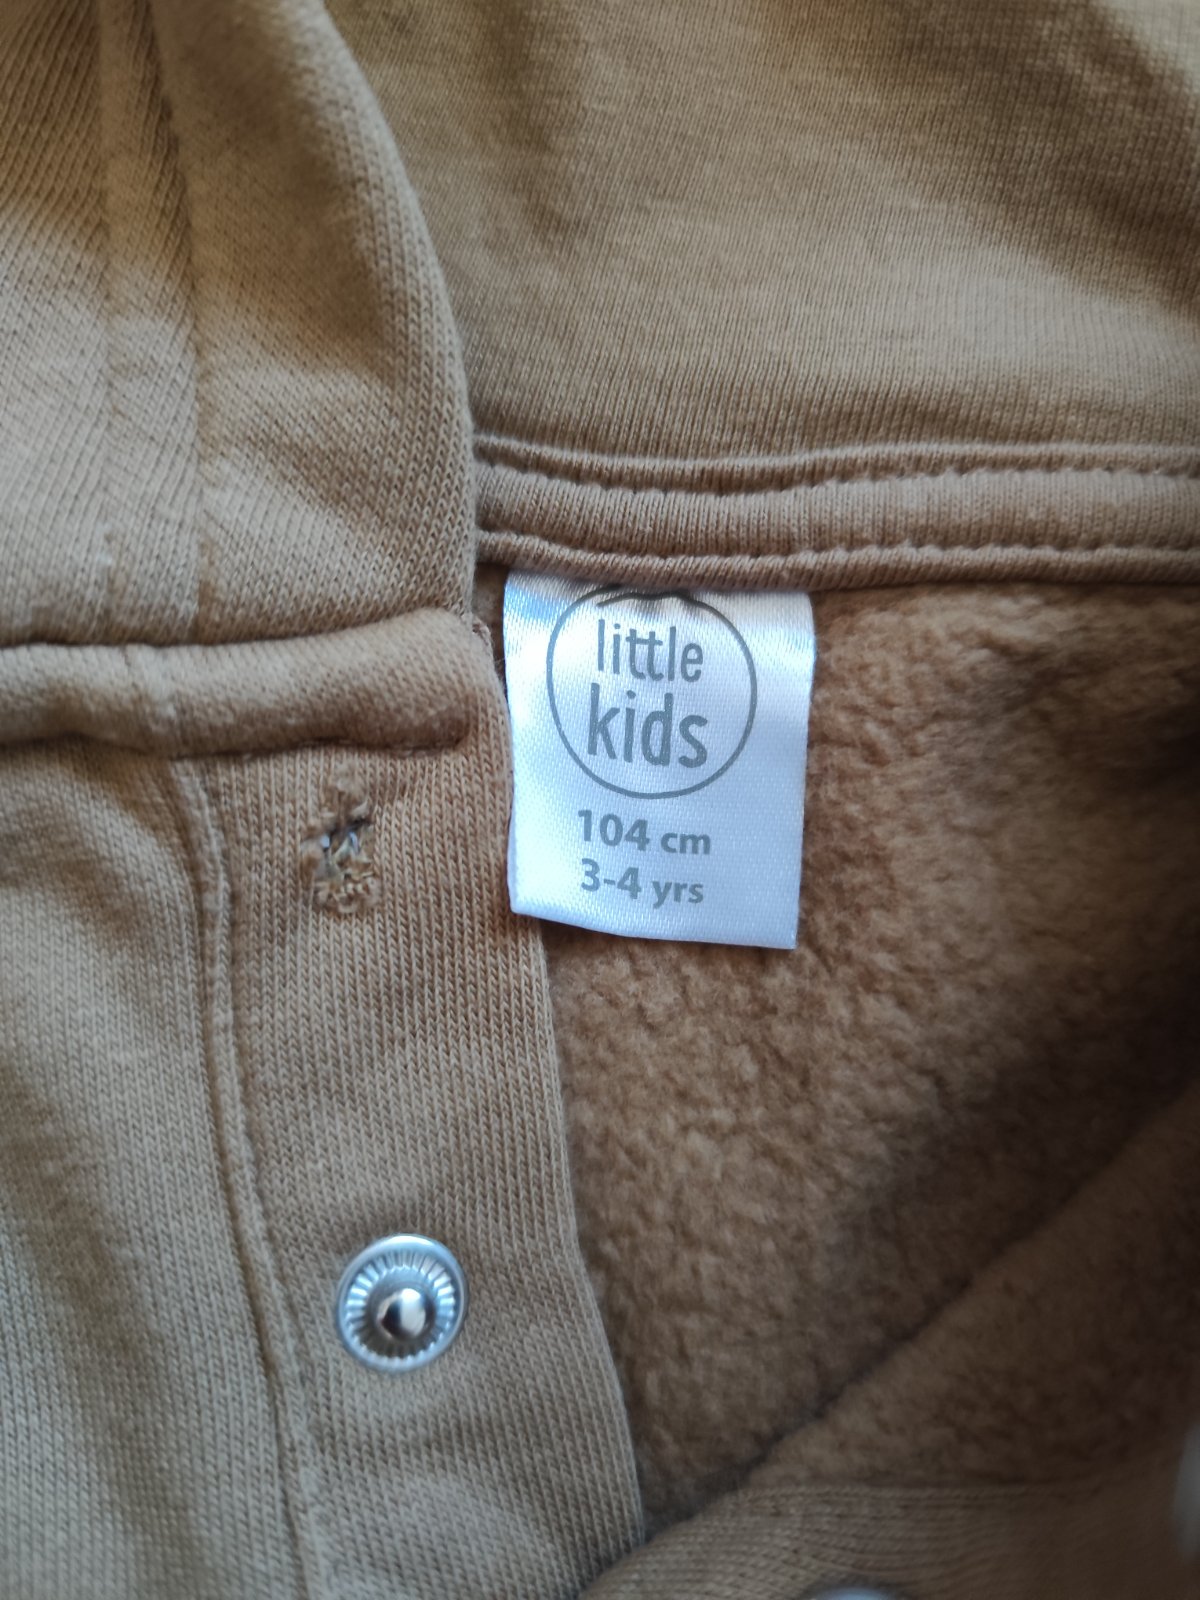 little
kids
104 cm
3-4 yrs